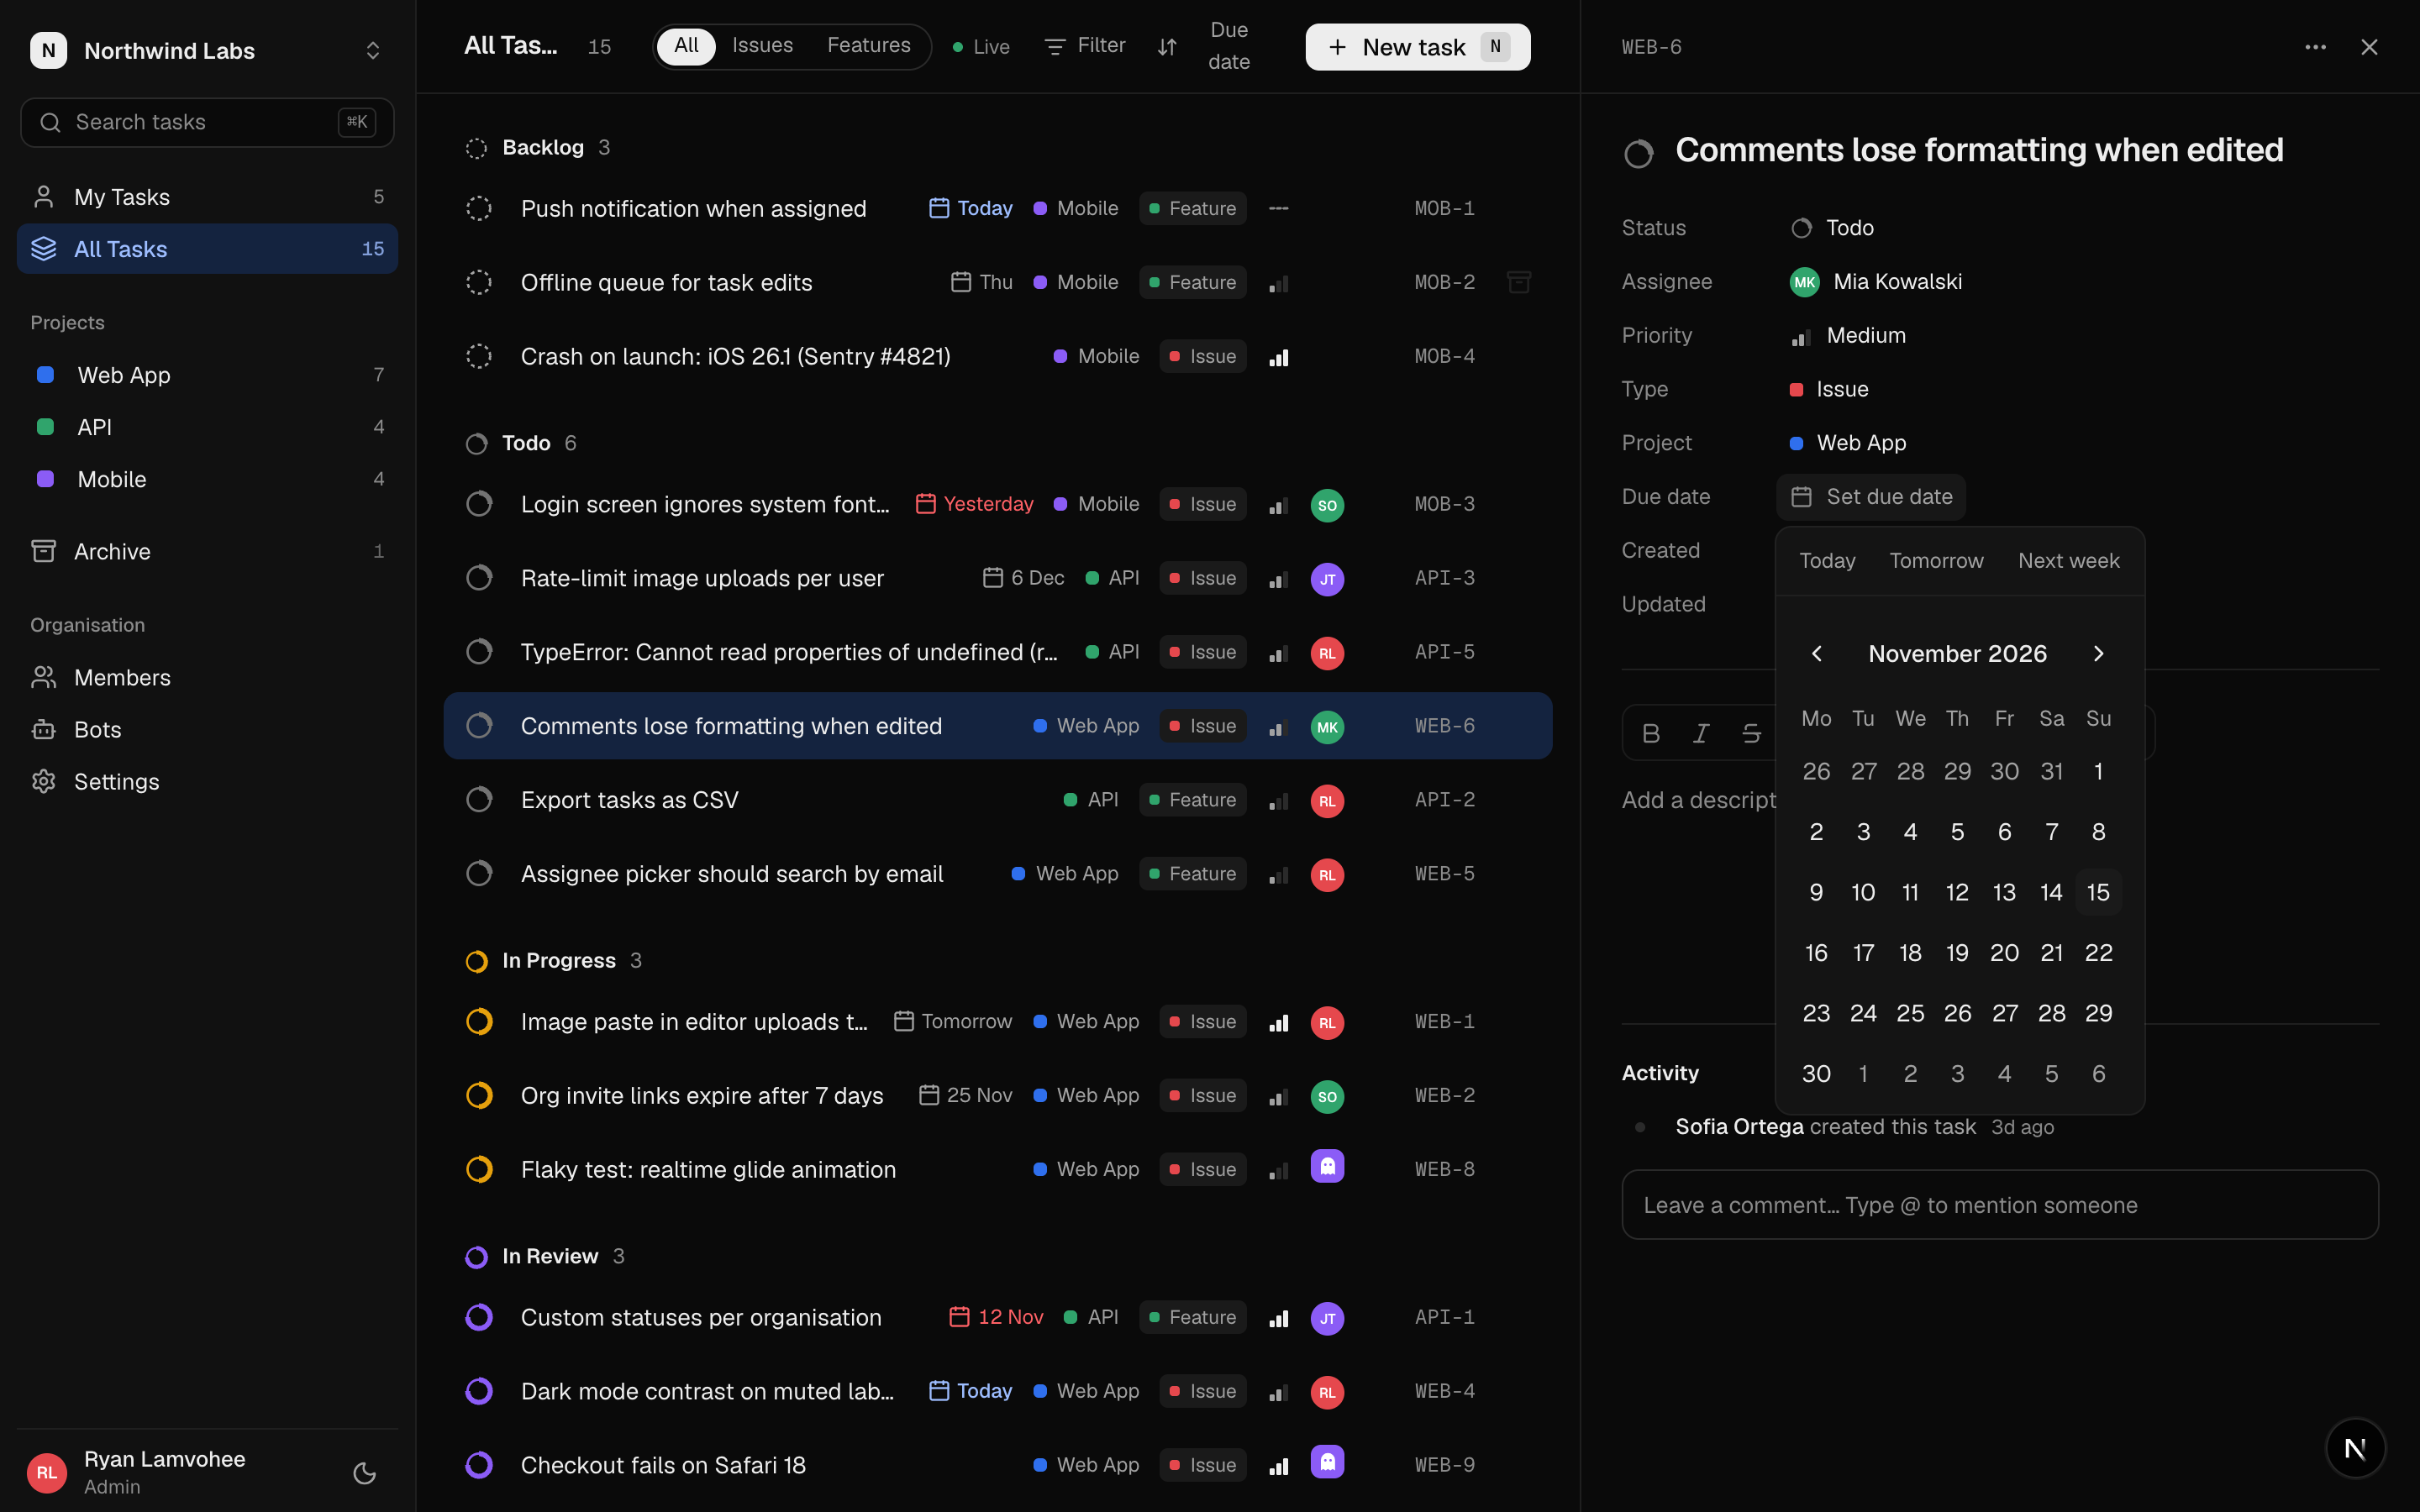 N Northwind Labs
Search tasks ⌘K
My Tasks 5
All Tasks 15
Projects
Web App 7
API 4
Mobile 4
Archive 1
Organisation
Members
Bots
Settings
RL Ryan Lamvohee
Admin
All Tas... 15 All Issues Features Live Filter Due date New task N
Backlog 3
Push notification when assigned Today Mobile Feature MOB-1
Offline queue for task edits Thu Mobile Feature MOB-2
Crash on launch: iOS 26.1 (Sentry #4821) Mobile Issue MOB-4
Todo 6
Login screen ignores system font... Yesterday Mobile Issue SO MOB-3
Rate-limit image uploads per user 6 Dec API Issue JT API-3
TypeError: Cannot read properties of undefined (r... API Issue RL API-5
Comments lose formatting when edited Web App Issue MK WEB-6
Export tasks as CSV API Feature RL API-2
Assignee picker should search by email Web App Feature RL WEB-5
In Progress 3
Image paste in editor uploads t... Tomorrow Web App Issue RL WEB-1
Org invite links expire after 7 days 25 Nov Web App Issue SO WEB-2
Flaky test: realtime glide animation Web App Issue WEB-8
In Review 3
Custom statuses per organisation 12 Nov API Feature JT API-1
Dark mode contrast on muted lab... Today Web App Issue RL WEB-4
Checkout fails on Safari 18 Web App Issue WEB-9
WEB-6
Comments lose formatting when edited
Status Todo
Assignee MK Mia Kowalski
Priority Medium
Type Issue
Project Web App
Due date Set due date
Created
Updated
Today Tomorrow Next week
November 2026
Mo Tu We Th Fr Sa Su
26 27 28 29 30 31 1
2 3 4 5 6 7 8
9 10 11 12 13 14 15
16 17 18 19 20 21 22
23 24 25 26 27 28 29
30 1 2 3 4 5 6
B I S
Add a descript
Activity
Sofia Ortega created this task 3d ago
Leave a comment... Type @ to mention someone
N